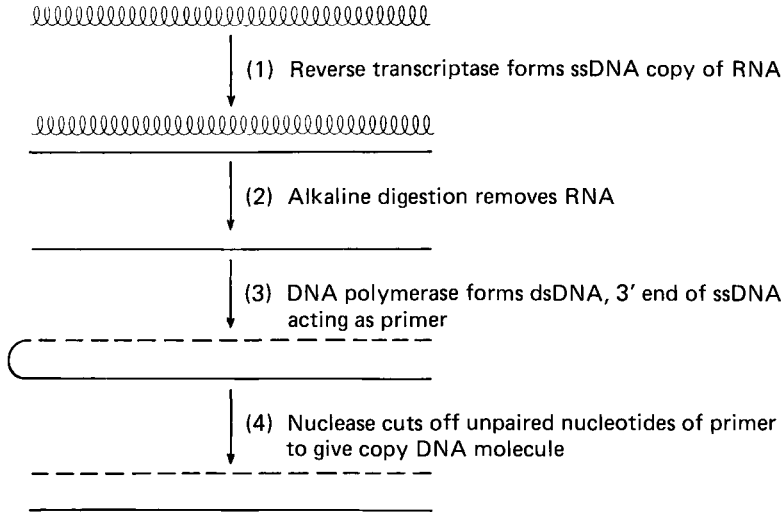 (1) Reverse transcriptase forms ssDNA copy of RNA
(2) Alkaline digestion removes RNA
(3) DNA polymerase forms dsDNA, 3′ end of ssDNA
acting as primer
(4) Nuclease cuts off unpaired nucleotides of primer
to give copy DNA molecule